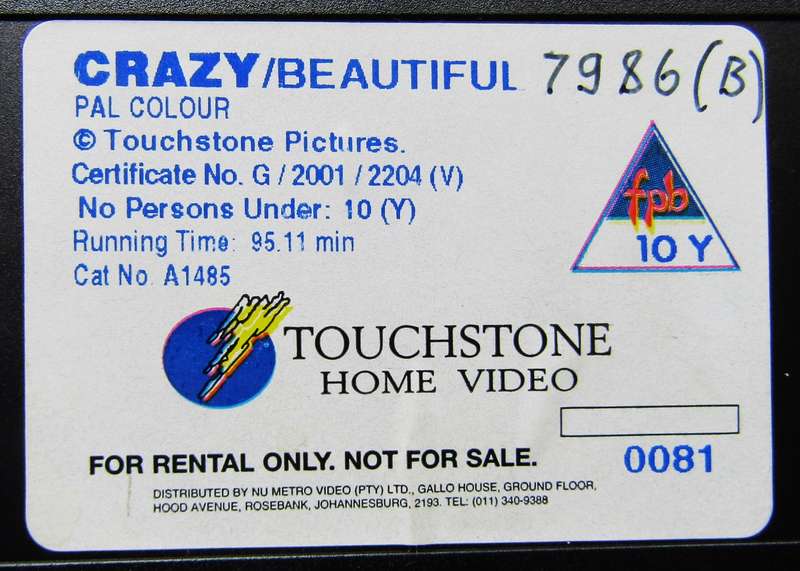 CRAZY/BEAUTIFUL 7986(B)
PAL COLOUR
© Touchstone Pictures.
Certificate No. G / 2001 / 2204 (V)
No Persons Under: 10 (Y)
Running Time: 95.11 min
Cat No. A1485
fpb
10 Y
TOUCHSTONE
HOME VIDEO
FOR RENTAL ONLY. NOT FOR SALE.
0081
DISTRIBUTED BY NU METRO VIDEO (PTY) LTD., GALLO HOUSE, GROUND FLOOR,
HOOD AVENUE, ROSEBANK, JOHANNESBURG, 2193. TEL: (011) 340-9388